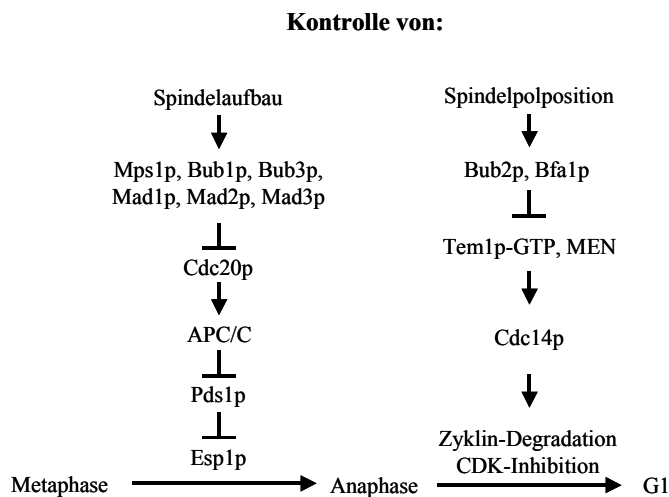 Kontrolle von:
Spindelaufbau
Mps1p, Bub1p, Bub3p,
Mad1p, Mad2p, Mad3p
Cdc20p
APC/C
Pds1p
Esp1p
Spindelpolposition
Bub2p, Bfa1p
Tem1p-GTP, MEN
Cdc14p
Zyklin-Degradation
CDK-Inhibition
Metaphase
Anaphase
G1